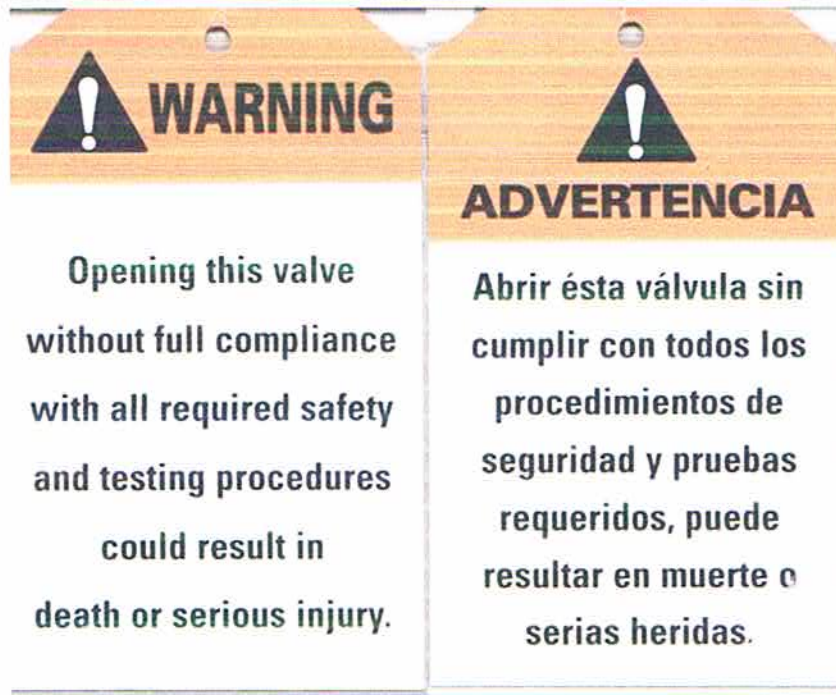 WARNING
Opening this valve
without full compliance
with all required safety
and testing procedures
could result in
death or serious injury.
ADVERTENCIA
Abrir ésta válvula sin
cumplir con todos los
procedimientos de
seguridad y pruebas
requeridos, puede
resultar en muerte o
serias heridas.